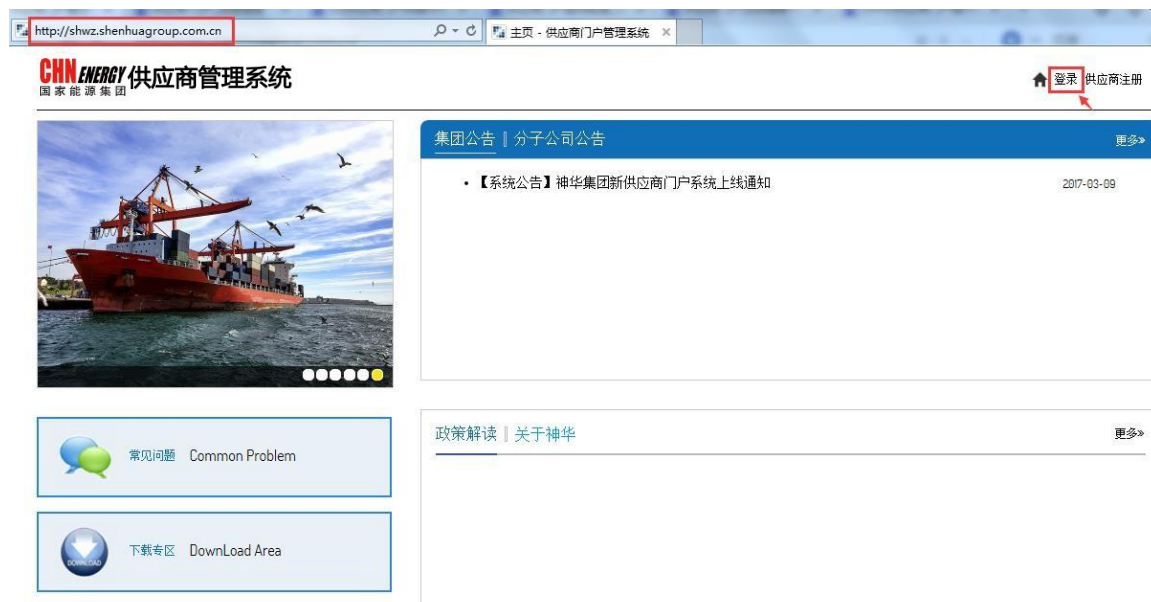 http://shwz.shenhuagroup.com.cn
主页 - 供应商门户管理系统
CHN ENERGY 供应商管理系统
国家能源集团
登录 供应商注册
集团公告 || 分子公司公告 更多»
• 【系统公告】神华集团新供应商门户系统上线通知 2017-03-09
政策解读 || 关于神华 更多»
常见问题 Common Problem
下载专区 DownLoad Area
DOWNLOAD